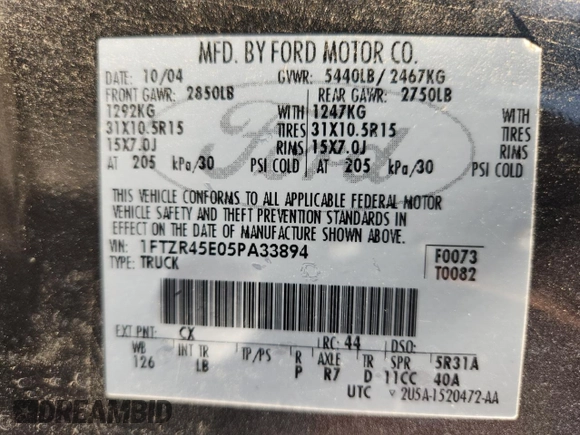 MFD. BY FORD MOTOR CO.
DATE: 10/04 GVWR: 5440LB/ 2467KG
FRONT GAWR: 2850LB REAR GAWR: 2750LB
1292KG WITH 1247KG WITH
31X10.5R15 TIRES 31X10.5R15 TIRES
15X7.0J RIMS 15X7.0J RIMS
AT 205 kPa/30 PSI COLD AT 205 kPa/30 PSI COLD
Ford
THIS VEHICLE CONFORMS TO ALL APPLICABLE FEDERAL MOTOR
VEHICLE SAFETY AND THEFT PREVENTION STANDARDS IN
EFFECT ON THE DATE OF MANUFACTURE SHOWN ABOVE.
VIN: 1FTZR45E05PA33894 F0073
TYPE: TRUCK T0082
EXT PNT: CX RC: 44 DSO:
WB INT TR TP/PS R AXLE TR SPR 5R31A
126 LB P R7 D 11CC 40A
UTC 2U5A-1520472-AA
DREAMBID